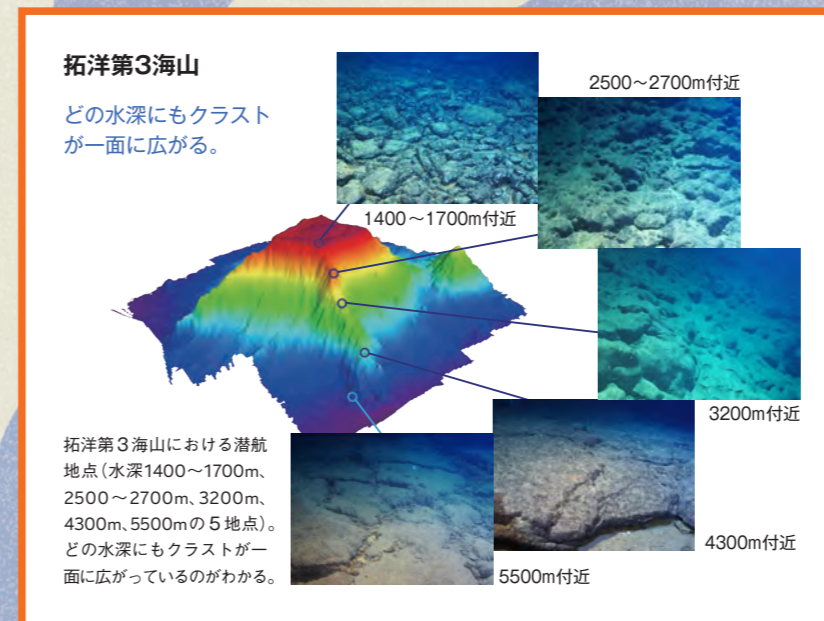 拓洋第3海山
どの水深にもクラスト
が一面に広がる。
2500～2700m付近
1400～1700m付近
3200m付近
4300m付近
5500m付近
拓洋第3海山における潜航
地点（水深1400～1700m、
2500～2700m、3200m、
4300m、5500mの5地点）。
どの水深にもクラストが一
面に広がっているのがわかる。